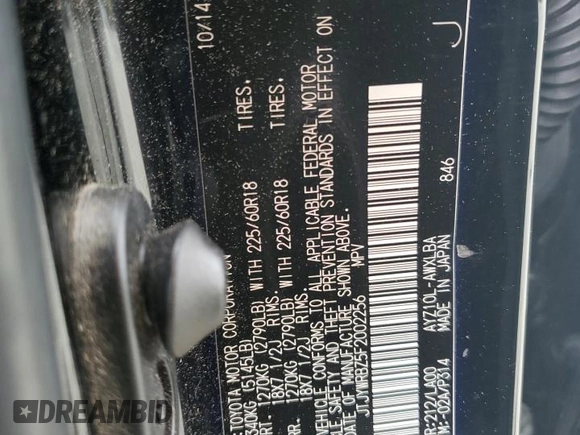 10/14
:TOYOTA MOTOR CORPORATION
2340KG (5145LB)
FRT. 1270KG (2790LB) WITH 225/60R18 TIRES.
18X7 1/2J RIMS.
RR. 1270KG (2790LB) WITH 225/60R18 TIRES.
18X7 1/2J RIMS.
VEHICLE CONFORMS TO ALL APPLICABLE FEDERAL MOTOR
VEHICLE SAFETY AND THEFT PREVENTION STANDARDS IN EFFECT ON
DATE OF MANUFACTURE SHOWN ABOVE.
JTJYWRBZ5F2002256 MPV
R:212/LA00 AYZ10L-AWXLBA 846
M:-02A/P314 MADE IN JAPAN
J
DREAMBID